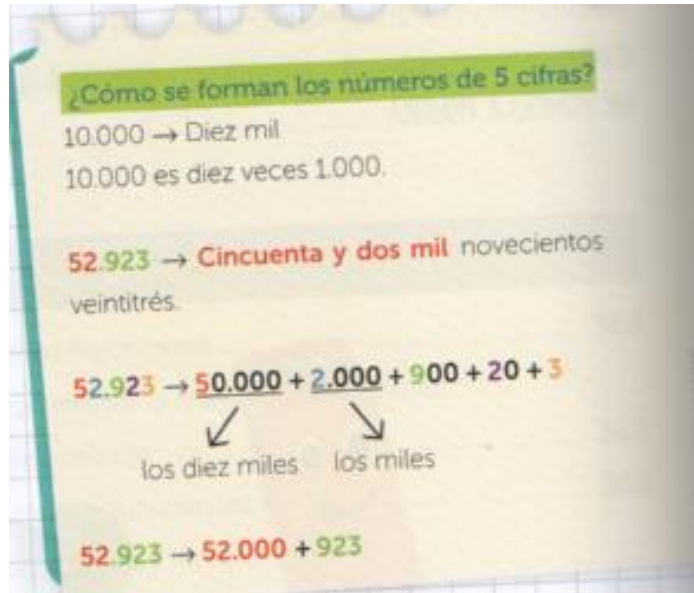 ¿Cómo se forman los números de 5 cifras?
10.000 → Diez mil
10.000 es diez veces 1.000.
52.923 → Cincuenta y dos mil novecientos
veintitrés.
52.923 → 50.000 + 2.000 + 900 + 20 + 3
los diez miles los miles
52.923 → 52.000 + 923